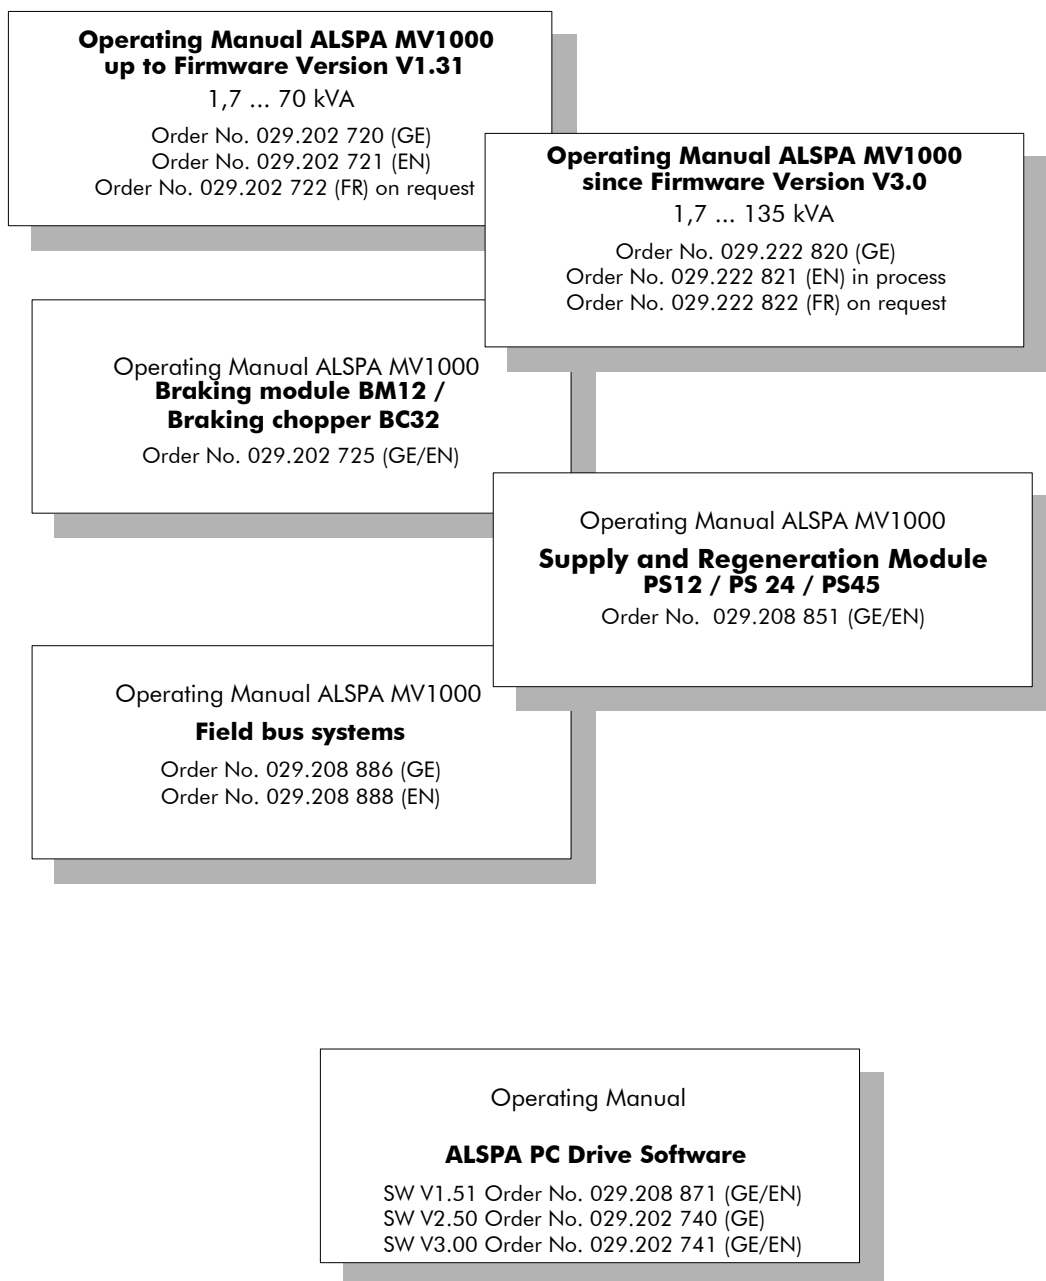 Operating Manual ALSPA MV1000
up to Firmware Version V1.31
1,7 ... 70 kVA
Order No. 029.202 720 (GE)
Order No. 029.202 721 (EN)
Order No. 029.202 722 (FR) on request
Operating Manual ALSPA MV1000
since Firmware Version V3.0
1,7 ... 135 kVA
Order No. 029.222 820 (GE)
Order No. 029.222 821 (EN) in process
Order No. 029.222 822 (FR) on request
Operating Manual ALSPA MV1000
Braking module BM12 /
Braking chopper BC32
Order No. 029.202 725 (GE/EN)
Operating Manual ALSPA MV1000
Supply and Regeneration Module
PS12 / PS 24 / PS45
Order No. 029.208 851 (GE/EN)
Operating Manual ALSPA MV1000
Field bus systems
Order No. 029.208 886 (GE)
Order No. 029.208 888 (EN)
Operating Manual
ALSPA PC Drive Software
SW V1.51 Order No. 029.208 871 (GE/EN)
SW V2.50 Order No. 029.202 740 (GE)
SW V3.00 Order No. 029.202 741 (GE/EN)